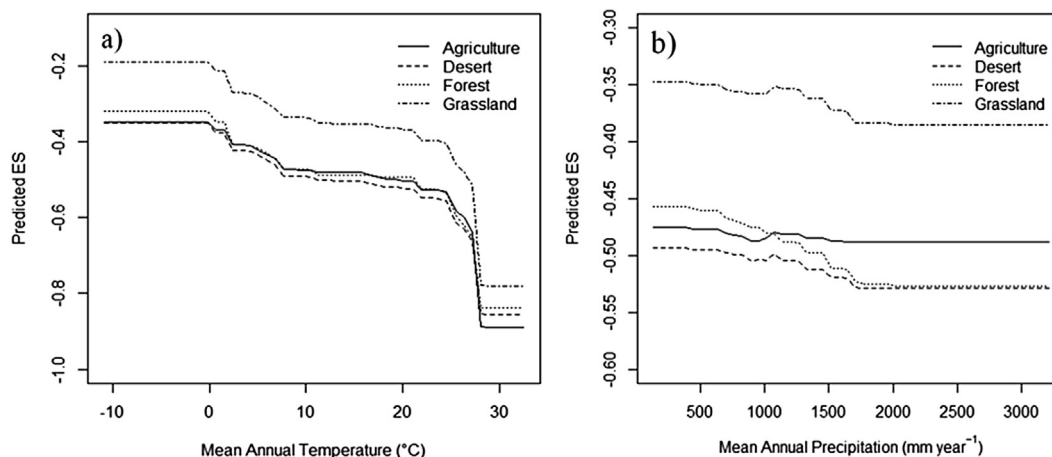 a)
Agriculture
Desert
Forest
Grassland
Predicted ES
-0.2
-0.4
-0.6
-0.8
-1.0
-10
0
10
20
30
Mean Annual Temperature (°C)
b)
Agriculture
Desert
Forest
Grassland
Predicted ES
-0.30
-0.35
-0.40
-0.45
-0.50
-0.55
-0.60
500
1000
1500
2000
2500
3000
Mean Annual Precipitation (mm year⁻¹)